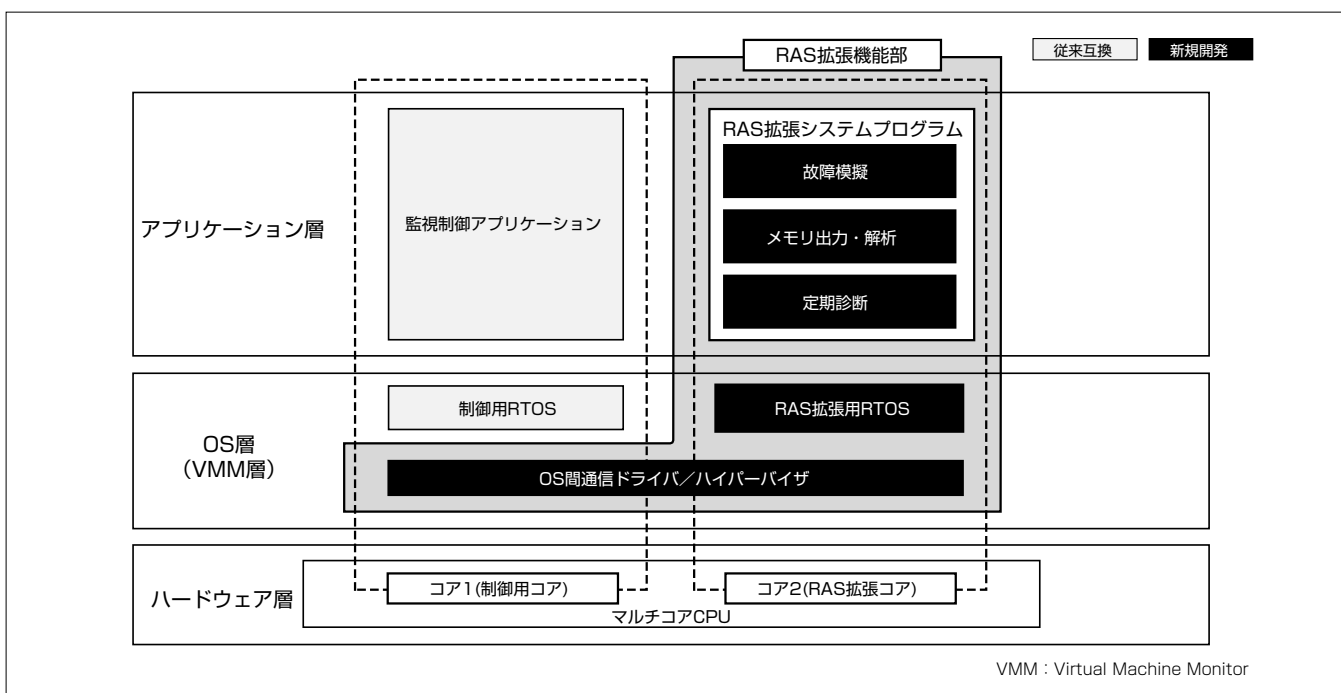 RAS拡張機能部
従来互換
新規開発
アプリケーション層
監視制御アプリケーション
RAS拡張システムプログラム
故障模擬
メモリ出力・解析
定期診断
OS層
（VMM層）
制御用RTOS
RAS拡張用RTOS
OS間通信ドライバ／ハイパーバイザ
ハードウェア層
コア1(制御用コア)
コア2(RAS拡張コア)
マルチコアCPU
VMM：Virtual Machine Monitor